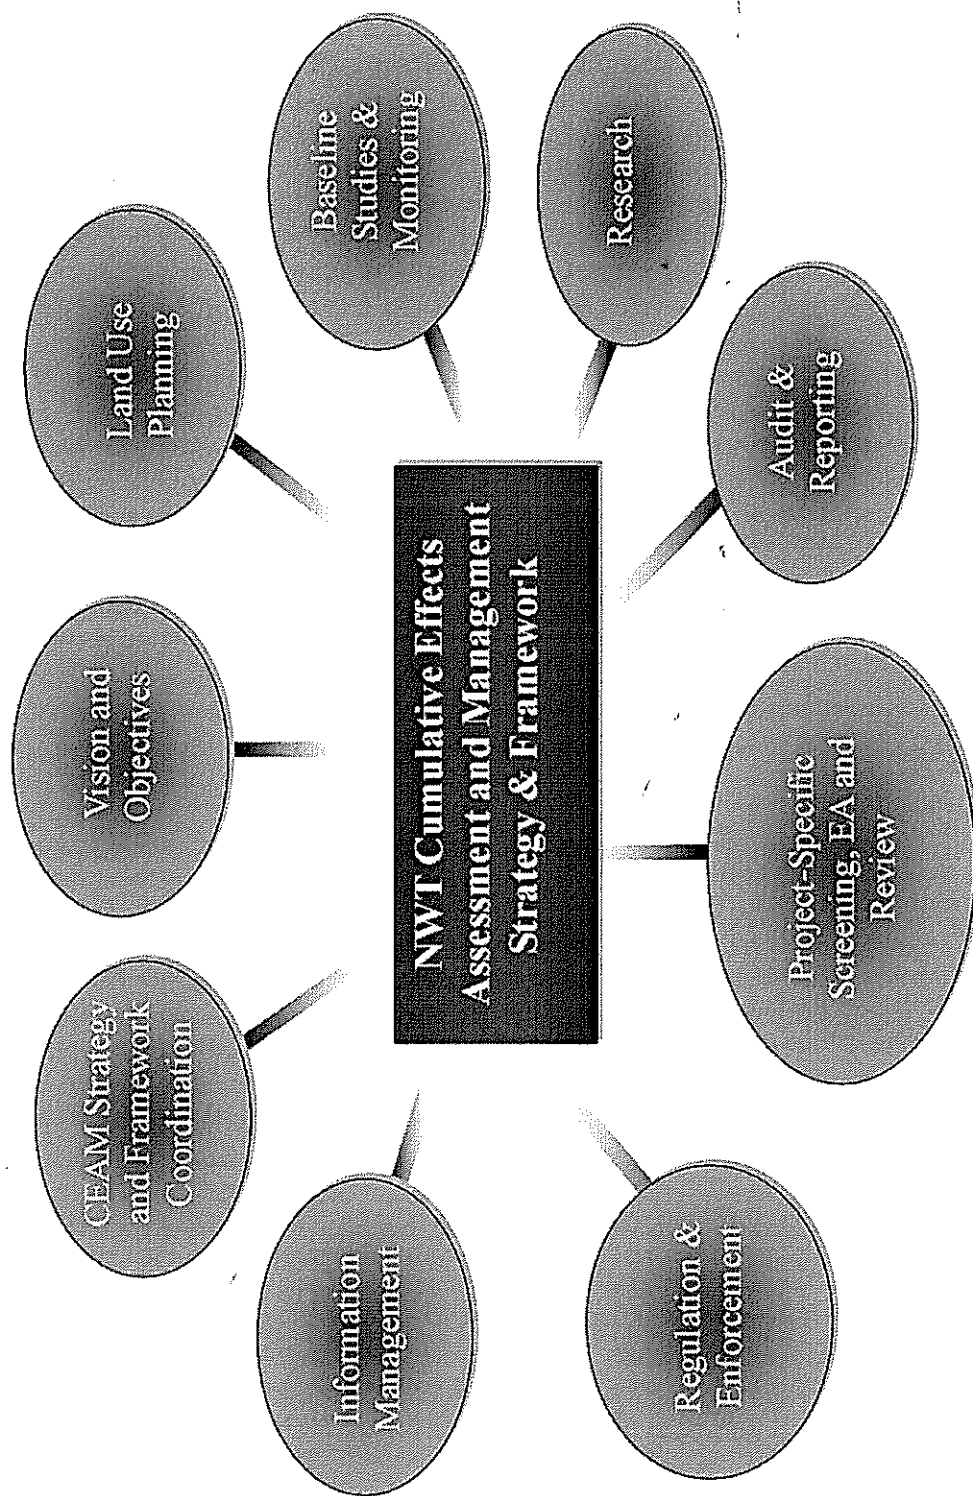 CEAM Strategy
and Framework
Coordination
Vision and
Objectives
Land Use
Planning
Baseline
Studies &
Monitoring
Research
Audit &
Reporting
Project-Specific
Screening, EA and
Review
Regulation &
Enforcement
Information
Management
NWT Cumulative Effects
Assessment and Management
Strategy & Framework